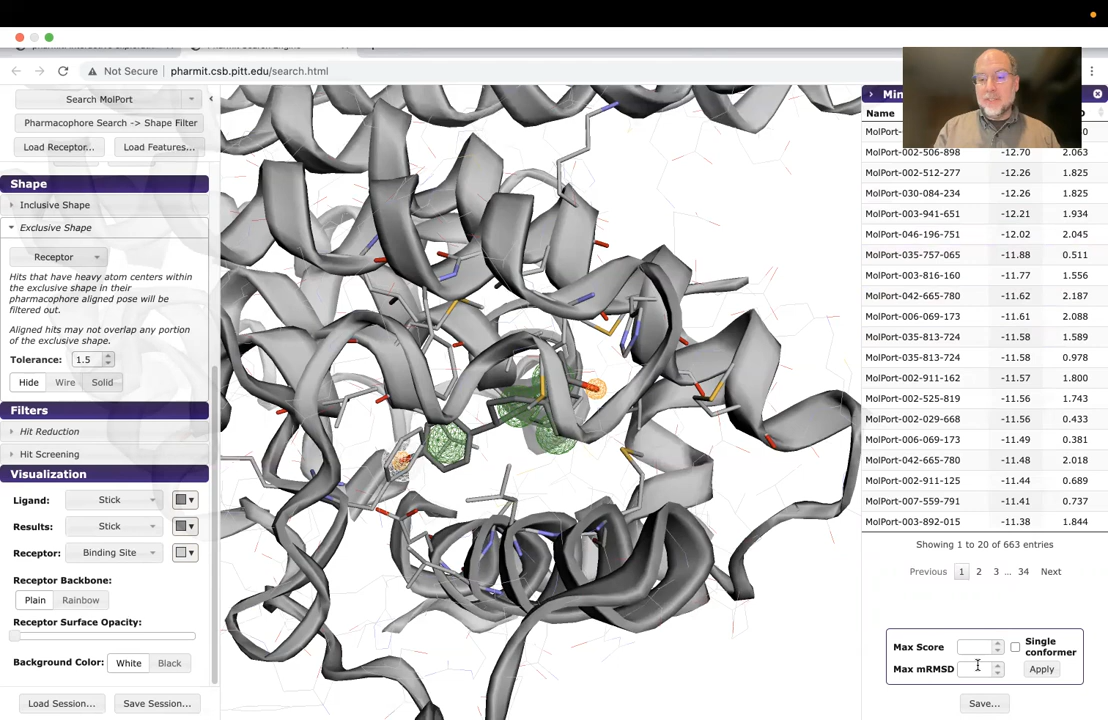 Not Secure pharmit.csb.pitt.edu/search.html
Search MolPort
Pharmacophore Search -> Shape Filter
Load Receptor... Load Features...
Shape
Inclusive Shape
Exclusive Shape
Receptor
Hits that have heavy atom centers within
the exclusive shape in their
pharmacophore aligned pose will be
filtered out.
Aligned hits may not overlap any portion
of the exclusive shape.
Tolerance: 1.5
Hide Wire Solid
Filters
Hit Reduction
Hit Screening
Visualization
Ligand: Stick
Results: Stick
Receptor: Binding Site
Receptor Backbone:
Plain Rainbow
Receptor Surface Opacity:
Background Color: White Black
Load Session... Save Session...
Name
MolPort-002-506-898 -12.70 2.063
MolPort-002-512-277 -12.26 1.825
MolPort-030-084-234 -12.26 1.825
MolPort-003-941-651 -12.21 1.934
MolPort-046-196-751 -12.02 2.045
MolPort-035-757-065 -11.88 0.511
MolPort-003-816-160 -11.77 1.556
MolPort-042-665-780 -11.62 2.187
MolPort-006-069-173 -11.61 2.088
MolPort-035-813-724 -11.58 1.589
MolPort-035-813-724 -11.58 0.978
MolPort-002-911-162 -11.57 1.800
MolPort-002-525-819 -11.56 1.743
MolPort-002-029-668 -11.56 0.433
MolPort-006-069-173 -11.49 0.381
MolPort-042-665-780 -11.48 2.018
MolPort-002-911-125 -11.44 0.689
MolPort-007-559-791 -11.41 0.737
MolPort-003-892-015 -11.38 1.844
Showing 1 to 20 of 663 entries
Previous 1 2 3 ... 34 Next
Max Score Single conformer
Max mRMSD Apply
Save...